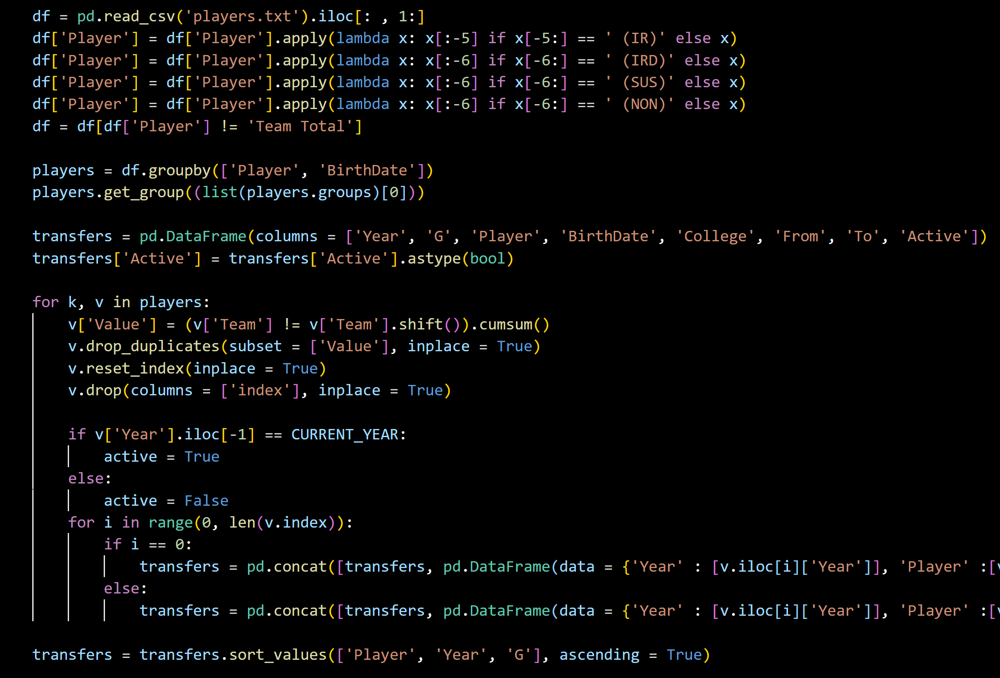 df = pd.read_csv('players.txt').iloc[: , 1:]
df['Player'] = df['Player'].apply(lambda x: x[:-5] if x[-5:] == ' (IR)' else x)
df['Player'] = df['Player'].apply(lambda x: x[:-6] if x[-6:] == ' (IRD)' else x)
df['Player'] = df['Player'].apply(lambda x: x[:-6] if x[-6:] == ' (SUS)' else x)
df['Player'] = df['Player'].apply(lambda x: x[:-6] if x[-6:] == ' (NON)' else x)
df = df[df['Player'] != 'Team Total']

players = df.groupby(['Player', 'BirthDate'])
players.get_group((list(players.groups)[0]))

transfers = pd.DataFrame(columns = ['Year', 'G', 'Player', 'BirthDate', 'College', 'From', 'To', 'Active'])
transfers['Active'] = transfers['Active'].astype(bool)

for k, v in players:
    v['Value'] = (v['Team'] != v['Team'].shift()).cumsum()
    v.drop_duplicates(subset = ['Value'], inplace = True)
    v.reset_index(inplace = True)
    v.drop(columns = ['index'], inplace = True)

    if v['Year'].iloc[-1] == CURRENT_YEAR:
        active = True
    else:
        active = False
    for i in range(0, len(v.index)):
        if i == 0:
            transfers = pd.concat([transfers, pd.DataFrame(data = {'Year' : [v.iloc[i]['Year']], 'Player' :[
        else:
            transfers = pd.concat([transfers, pd.DataFrame(data = {'Year' : [v.iloc[i]['Year']], 'Player' :[

transfers = transfers.sort_values(['Player', 'Year', 'G'], ascending = True)